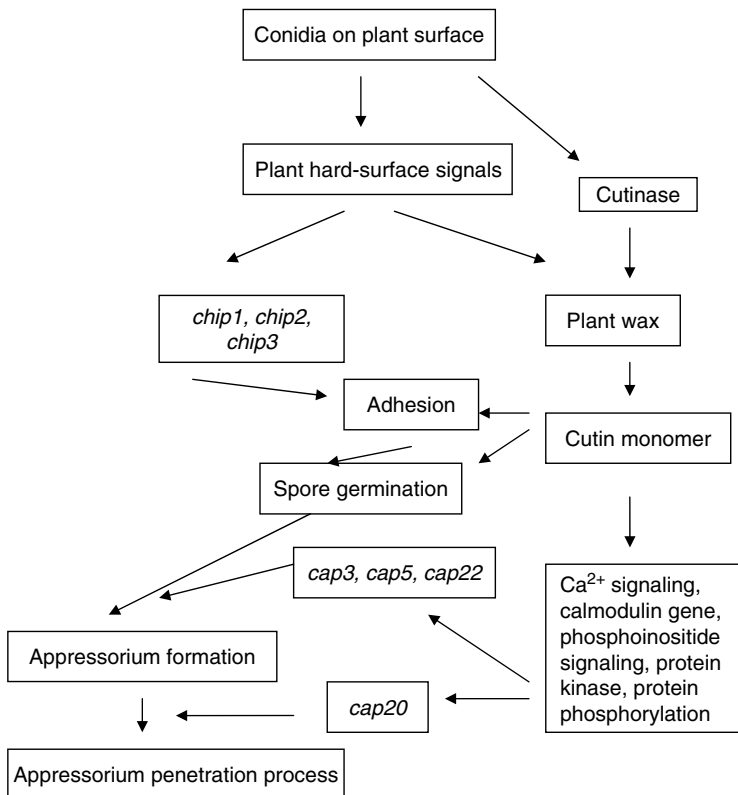 Conidia on plant surface
Plant hard-surface signals
Cutinase
chip1, chip2,
chip3
Plant wax
Adhesion
Cutin monomer
Spore germination
cap3, cap5, cap22
Ca²⁺ signaling,
calmodulin gene,
phosphoinositide
signaling, protein
kinase, protein
phosphorylation
Appressorium formation
cap20
Appressorium penetration process